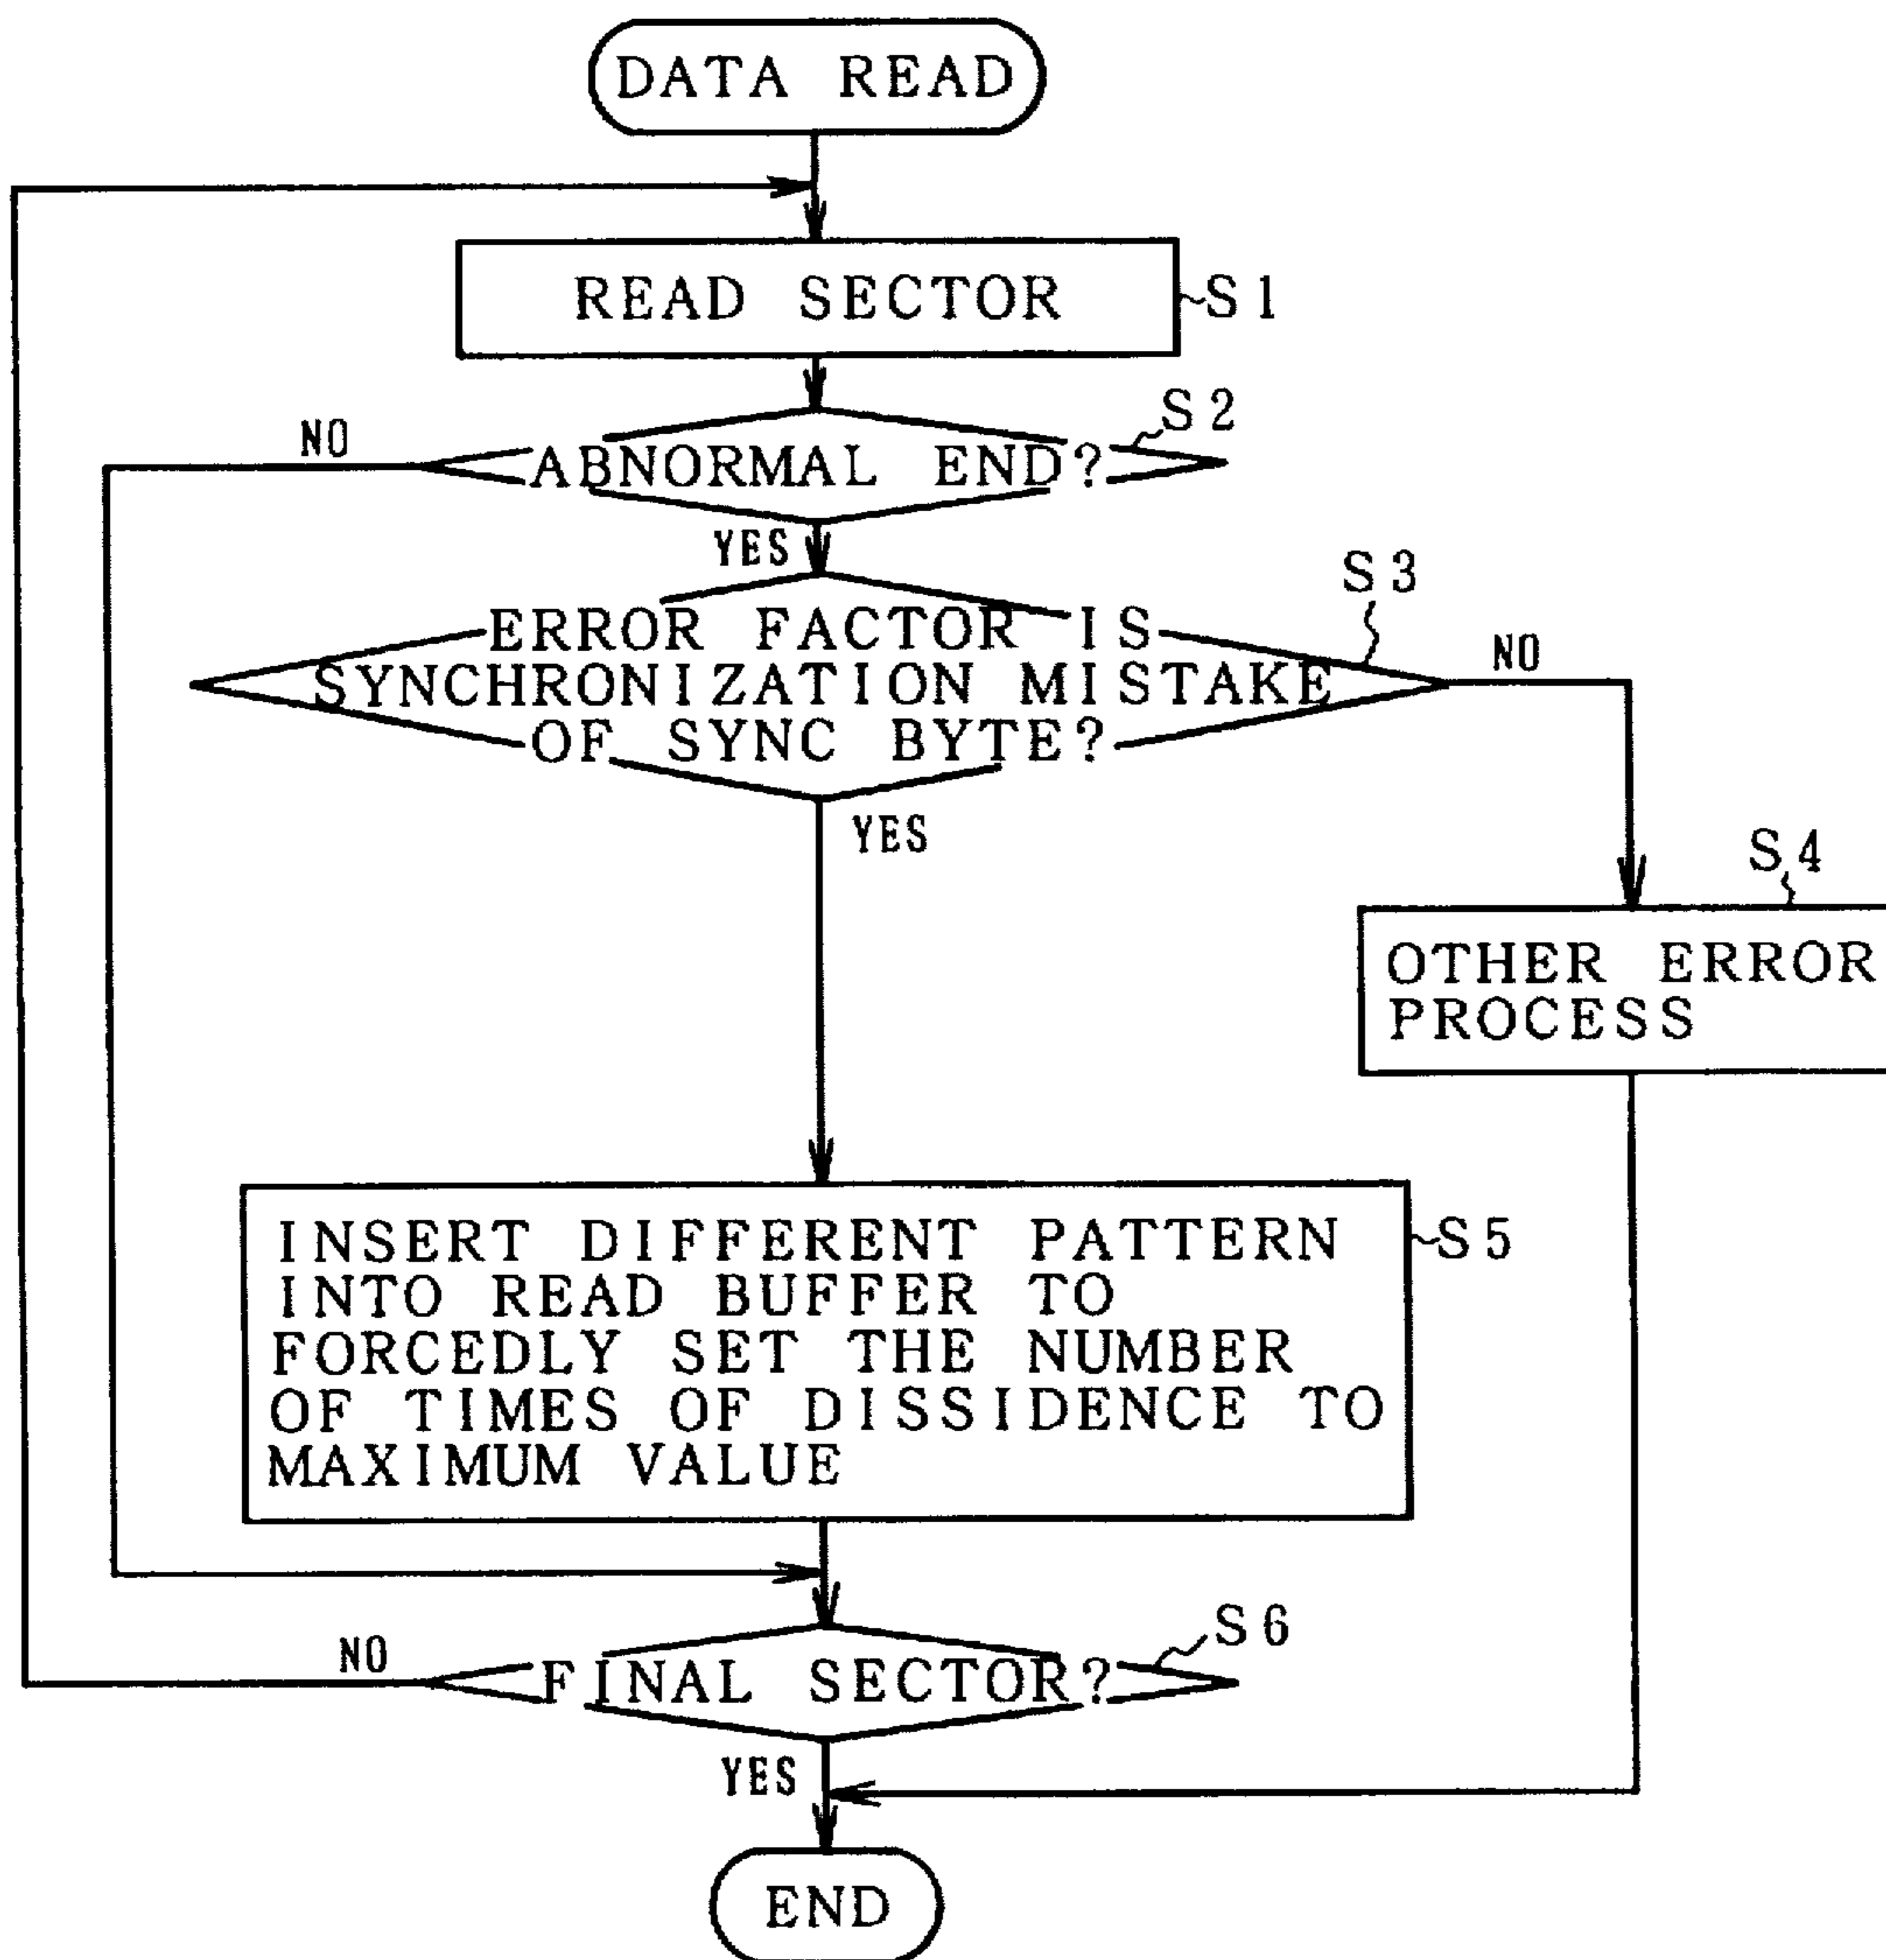 DATA READ
READ SECTOR
S1
S2
NO
ABNORMAL END?
YES
S3
ERROR FACTOR IS
SYNCHRONIZATION MISTAKE
OF SYNC BYTE?
NO
YES
S4
OTHER ERROR
PROCESS
INSERT DIFFERENT PATTERN
INTO READ BUFFER TO
FORCEDLY SET THE NUMBER
OF TIMES OF DISSIDENCE TO
MAXIMUM VALUE
S5
S6
NO
FINAL SECTOR?
YES
END